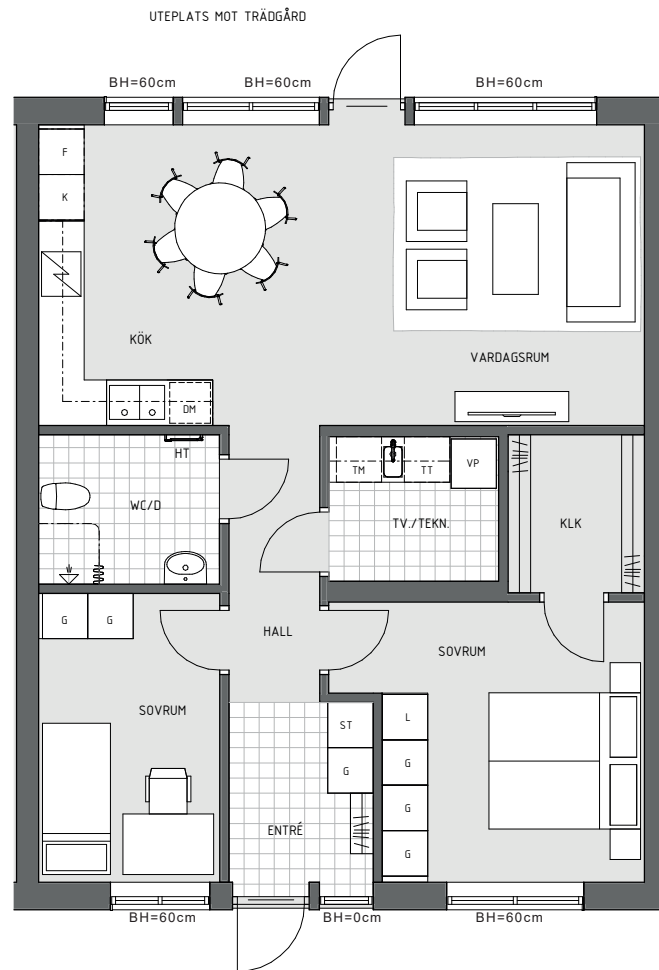 UTEPLATS MOT TRÄDGÅRD
BH=60cm
BH=60cm
BH=60cm
F
K
KÖK
VARDAGSRUM
DM
HT
TM
TT
VP
WC/D
TV./TEKN.
KLK
G
G
HALL
SOVRUM
SOVRUM
ST
L
G
G
G
ENTRÉ
G
BH=60cm
BH=0cm
BH=60cm